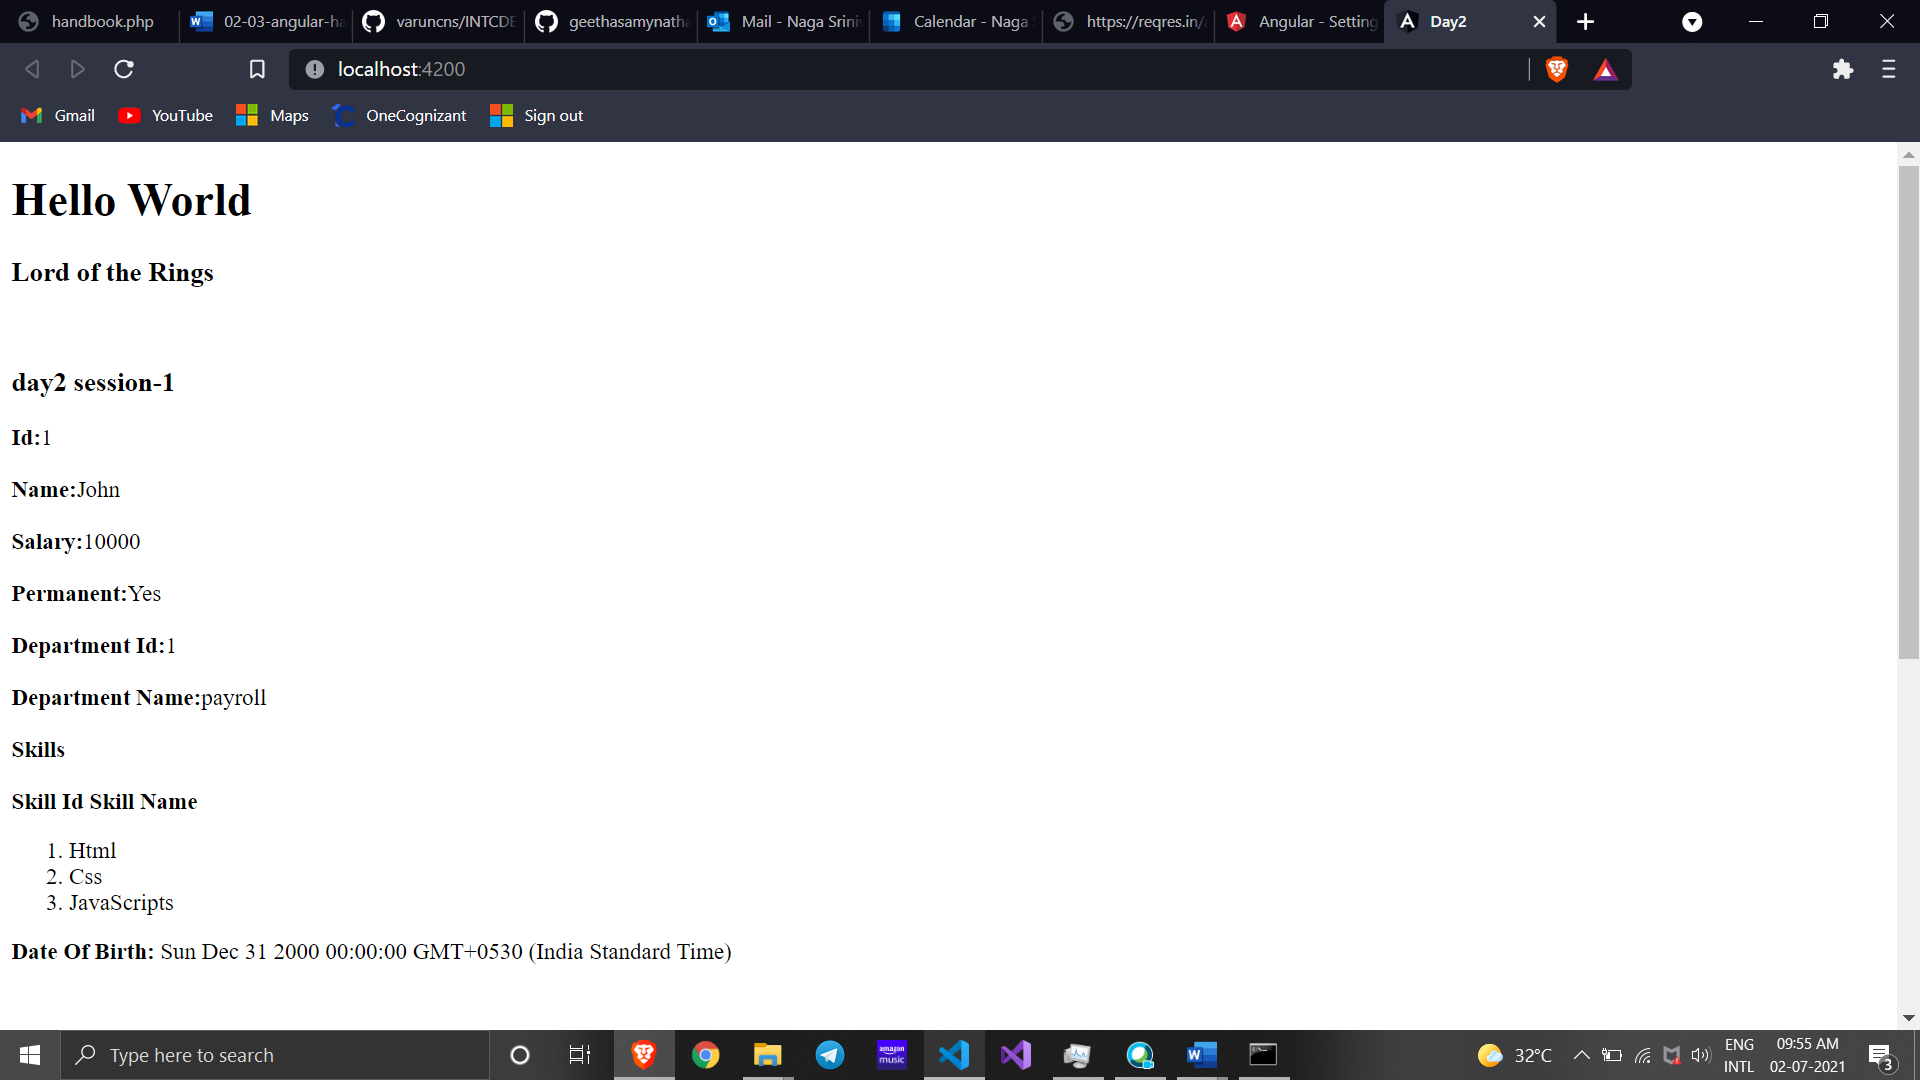 handbook.php
02-03-angular-ha
varuncns/INTCDE
geethasamynatha
Mail - Naga Srini
Calendar - Naga
https://reqres.in/
Angular - Setting
Day2
localhost:4200
Gmail
YouTube
Maps
OneCognizant
Sign out
Hello World
Lord of the Rings
day2 session-1
Id:1
Name:John
Salary:10000
Permanent:Yes
Department Id:1
Department Name:payroll
Skills
Skill Id Skill Name
1. Html
2. Css
3. JavaScripts
Date Of Birth: Sun Dec 31 2000 00:00:00 GMT+0530 (India Standard Time)
Type here to search
amazon
music
32°C
ENG
INTL
09:55 AM
02-07-2021
3